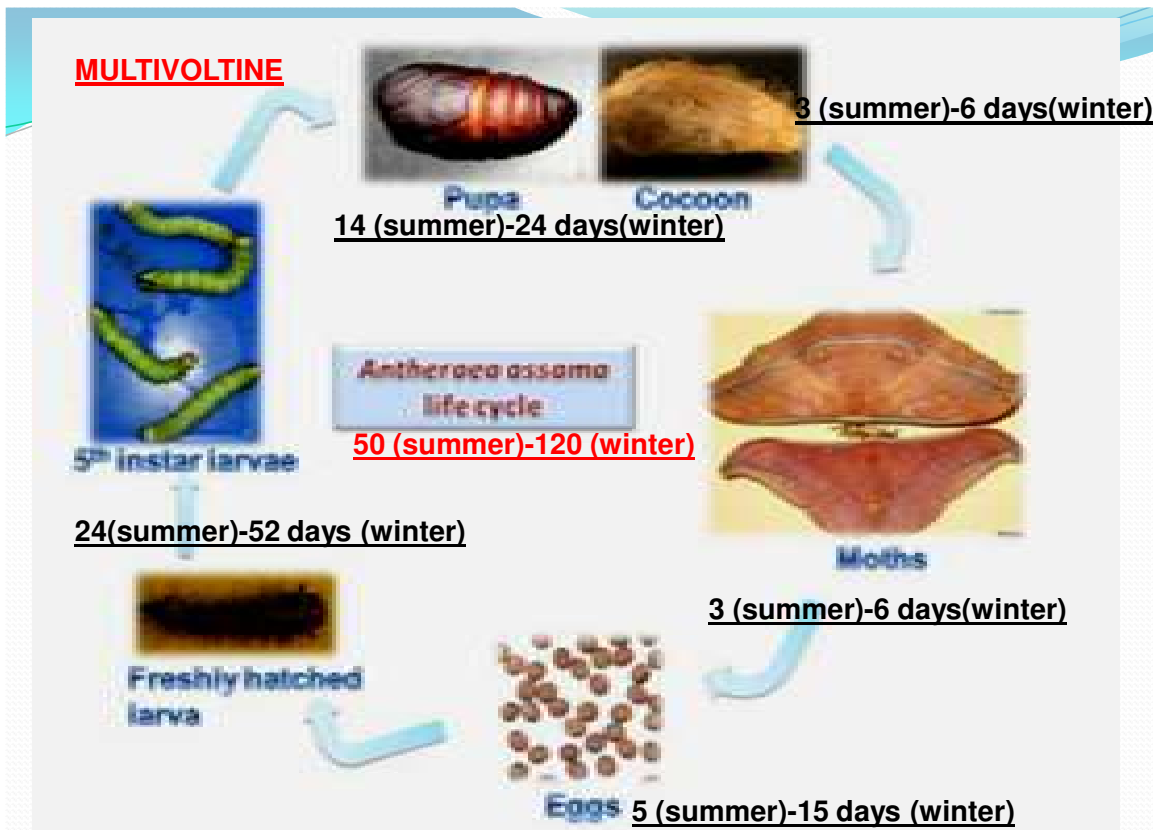 MULTIVOLTINE
3 (summer)-6 days(winter)
Pupa
Cocoon
14 (summer)-24 days(winter)
Antheraea assama
life cycle
50 (summer)-120 (winter)
5th instar larvae
24(summer)-52 days (winter)
Moths
3 (summer)-6 days(winter)
Freshly hatched
larva
Eggs
5 (summer)-15 days (winter)